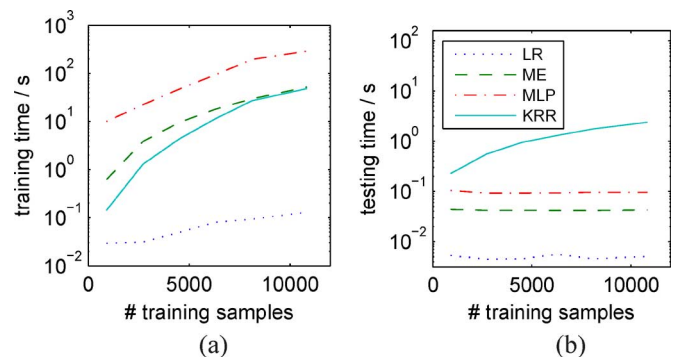 training time / s
10^3
10^2
10^1
10^0
10^-1
10^-2
0
5000
10000
# training samples
(a)
testing time / s
10^2
10^1
10^0
10^-1
10^-2
0
5000
10000
# training samples
(b)
LR
ME
MLP
KRR